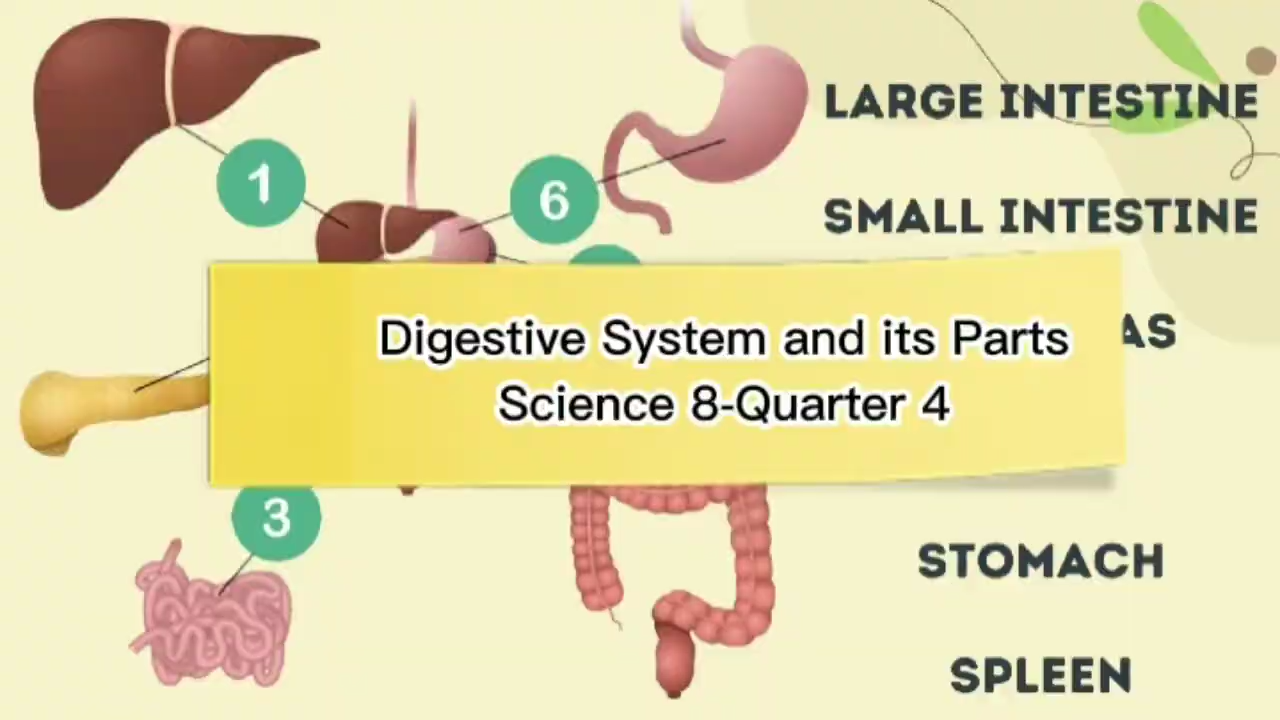 1
6
LARGE INTESTINE
SMALL INTESTINE
Digestive System and its Parts
Science 8-Quarter 4
3
STOMACH
SPLEEN